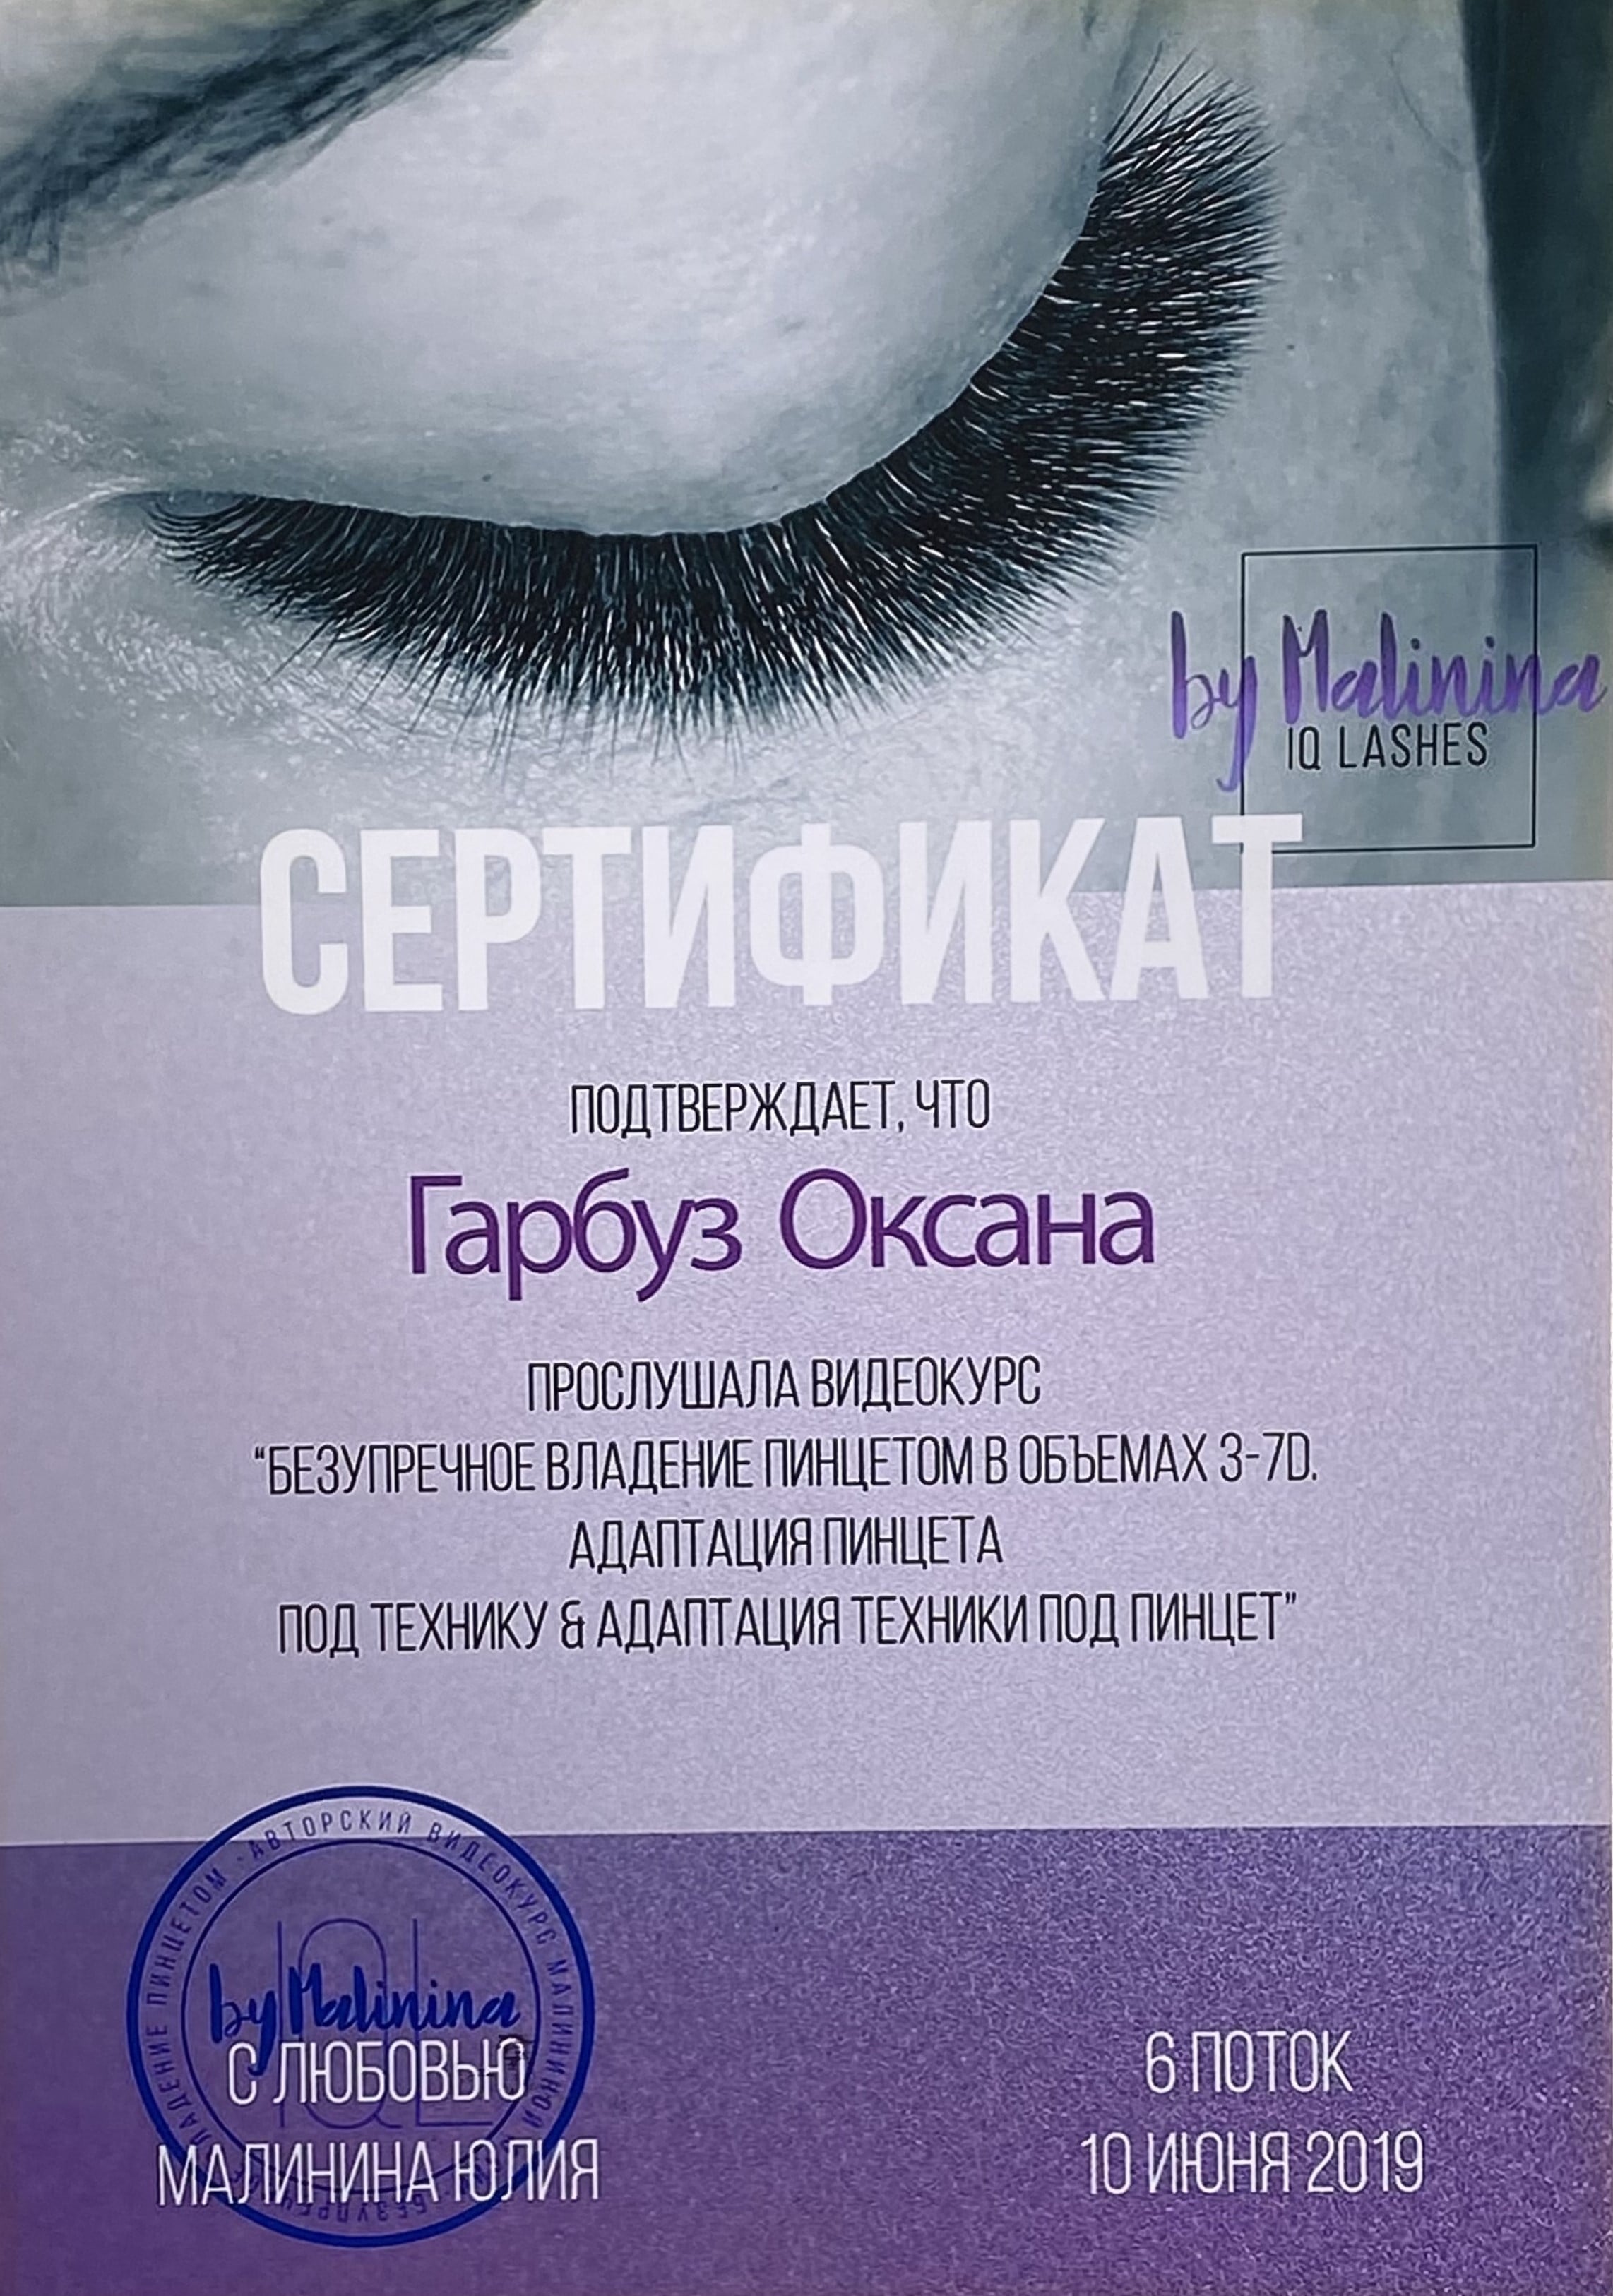 by Malinina
IQ LASHES
СЕРТИФИКАТ
ПОДТВЕРЖДАЕТ, ЧТО
Гарбуз Оксана
ПРОСЛУШАЛА ВИДЕОКУРС
“БЕЗУПРЕЧНОЕ ВЛАДЕНИЕ ПИНЦЕТОМ В ОБЪЕМАХ 3-7D.
АДАПТАЦИЯ ПИНЦЕТА
ПОД ТЕХНИКУ & АДАПТАЦИЯ ТЕХНИКИ ПОД ПИНЦЕТ”
АВТОРСКИЙ ВИДЕОКУРС МАЛИНИНОЙ
ПИНЦЕТОМ
IQL
by Malinina
С ЛЮБОВЬЮ
МАЛИНИНА ЮЛИЯ
6 ПОТОК
10 ИЮНЯ 2019